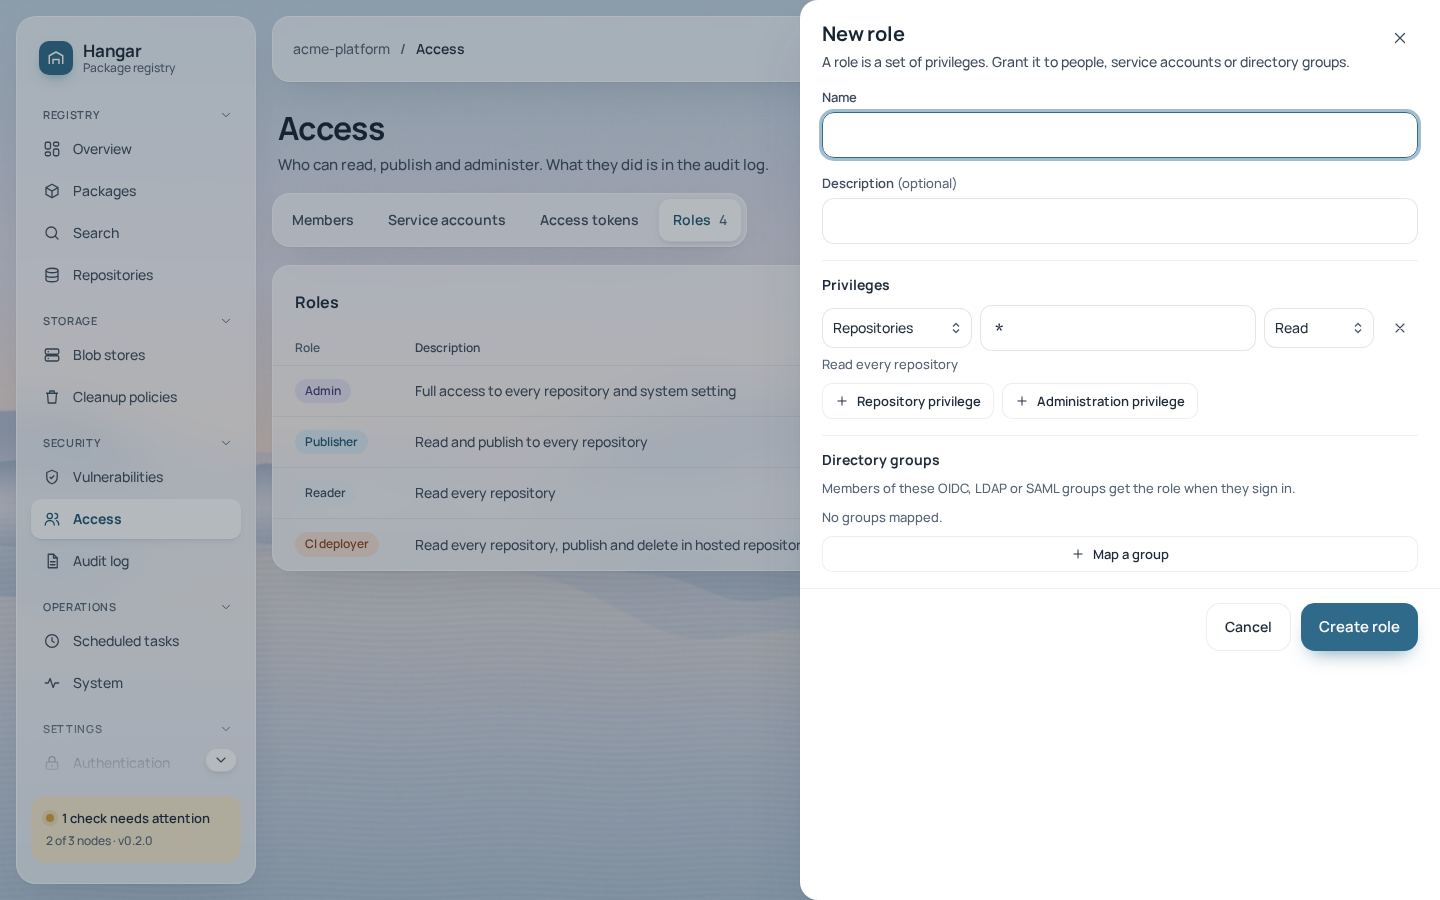 Hangar
Package registry
REGISTRY
Overview
Packages
Search
Repositories
STORAGE
Blob stores
Cleanup policies
SECURITY
Vulnerabilities
Access
Audit log
OPERATIONS
Scheduled tasks
System
SETTINGS
Authentication
1 check needs attention
2 of 3 nodes · v0.2.0
acme-platform / Access
Access
Who can read, publish and administer. What they did is in the audit log.
Members Service accounts Access tokens Roles 4
Roles
Role Description
Admin Full access to every repository and system setting
Publisher Read and publish to every repository
Reader Read every repository
CI deployer Read every repository, publish and delete in hosted
New role
A role is a set of privileges. Grant it to people, service accounts or directory groups.
Name
Description (optional)
Privileges
Repositories * Read
Read every repository
+ Repository privilege + Administration privilege
Directory groups
Members of these OIDC, LDAP or SAML groups get the role when they sign in.
No groups mapped.
+ Map a group
Cancel Create role